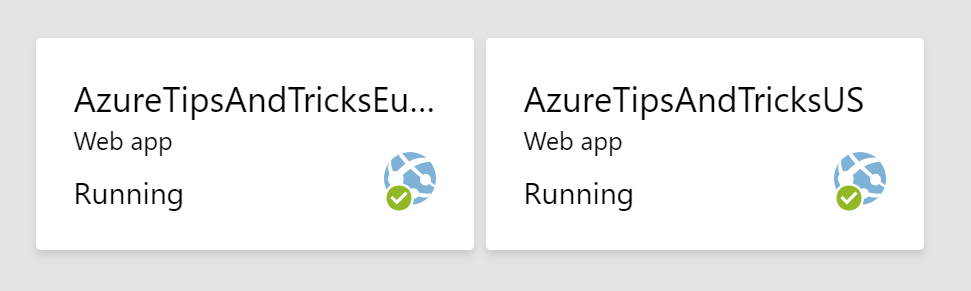 AzureTipsAndTricksEu...
Web app
Running
AzureTipsAndTricksUS
Web app
Running